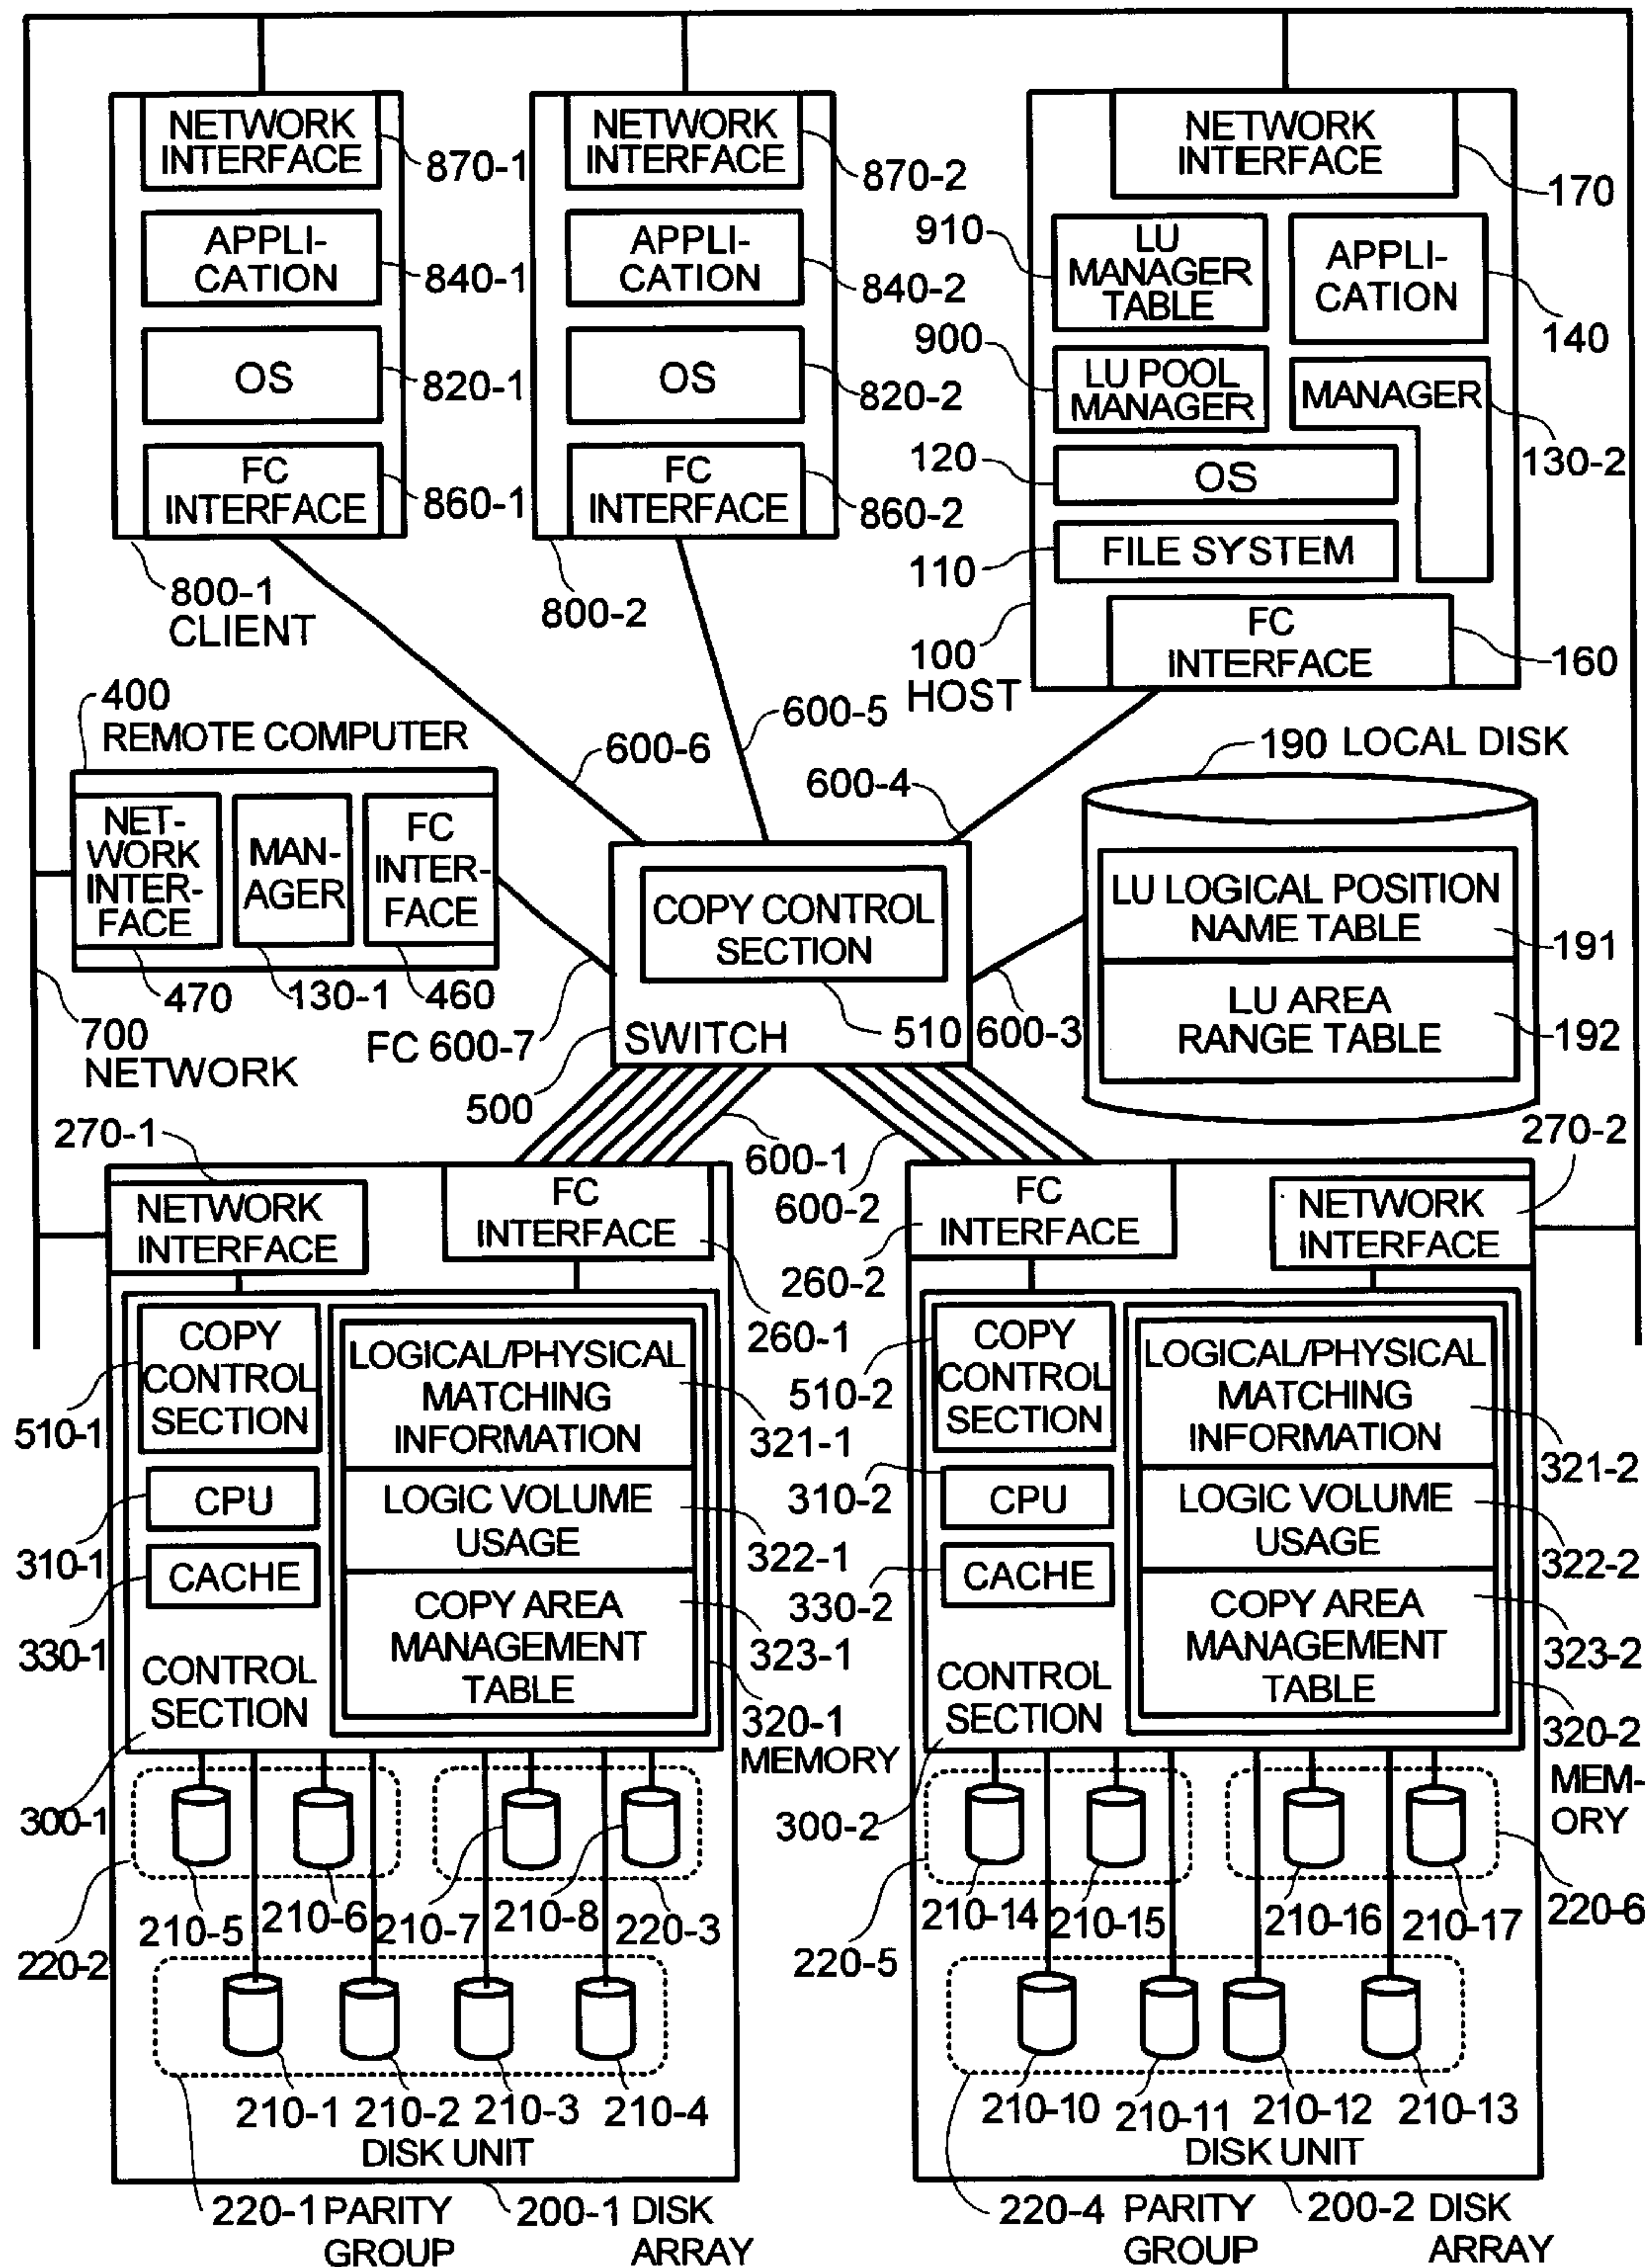 NETWORK
INTERFACE
870-1
APPLI-
CATION
840-1
OS
820-1
FC
INTERFACE
860-1
800-1
CLIENT
NETWORK
INTERFACE
870-2
APPLI-
CATION
840-2
OS
820-2
FC
INTERFACE
860-2
800-2
NETWORK
INTERFACE
170
910
LU
MANAGER
TABLE
APPLI-
CATION
140
900
LU POOL
MANAGER
MANAGER
130-2
120
OS
110
FILE SYSTEM
100
HOST
FC
INTERFACE
160
400
REMOTE COMPUTER
NET-
WORK
INTER-
FACE
MAN-
AGER
FC
INTER-
FACE
470
130-1
460
600-6
600-5
600-4
190 LOCAL DISK
LU LOGICAL POSITION
NAME TABLE
191
LU AREA
RANGE TABLE
192
COPY CONTROL
SECTION
510
SWITCH
500
600-3
FC 600-7
700
NETWORK
600-1
600-2
270-1
NETWORK
INTERFACE
FC
INTERFACE
260-1
COPY
CONTROL
SECTION
510-1
LOGICAL/PHYSICAL
MATCHING
INFORMATION
321-1
CPU
310-1
LOGIC VOLUME
USAGE
322-1
CACHE
330-1
COPY AREA
MANAGEMENT
TABLE
323-1
CONTROL
SECTION
320-1
MEMORY
300-1
220-2
210-5
210-6
210-7
210-8
220-3
210-1
210-2
210-3
210-4
DISK UNIT
220-1 PARITY
GROUP
200-1 DISK
ARRAY
270-2
FC
INTERFACE
260-2
NETWORK
INTERFACE
COPY
CONTROL
SECTION
510-2
LOGICAL/PHYSICAL
MATCHING
INFORMATION
321-2
CPU
310-2
LOGIC VOLUME
USAGE
322-2
CACHE
330-2
COPY AREA
MANAGEMENT
TABLE
323-2
CONTROL
SECTION
320-2
MEM-
ORY
300-2
220-5
210-14
210-15
210-16
210-17
220-6
210-10
210-11
210-12
210-13
DISK UNIT
220-4 PARITY
GROUP
200-2 DISK
ARRAY